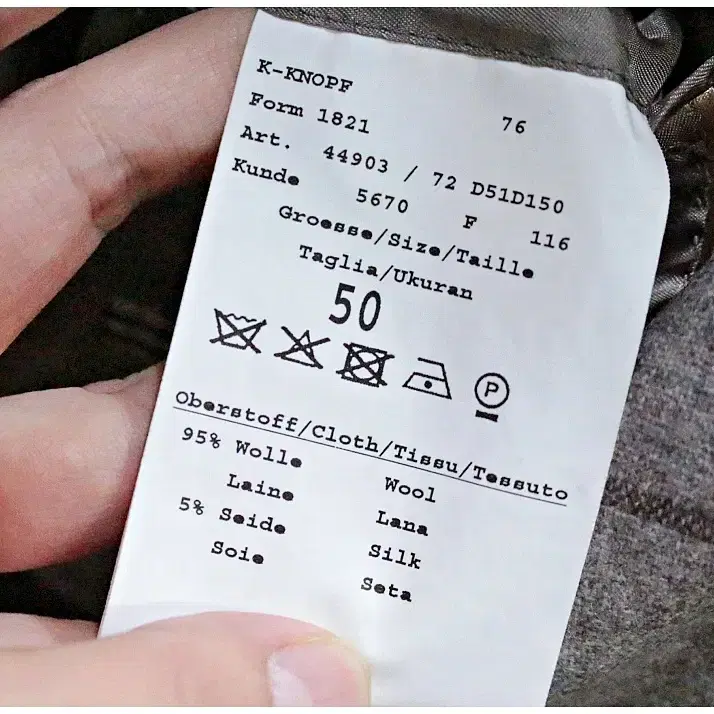 K-KNOPF
Form 1821 76
Art. 44903 / 72 D51D150
Kunde 5670 F 116
Groesse/Size/Taille
Taglia/Ukuran
50
P
Oberstoff/Cloth/Tissu/Tessuto
95% Wolle Wool
Laine Lana
5% Seide Silk
Soie Seta